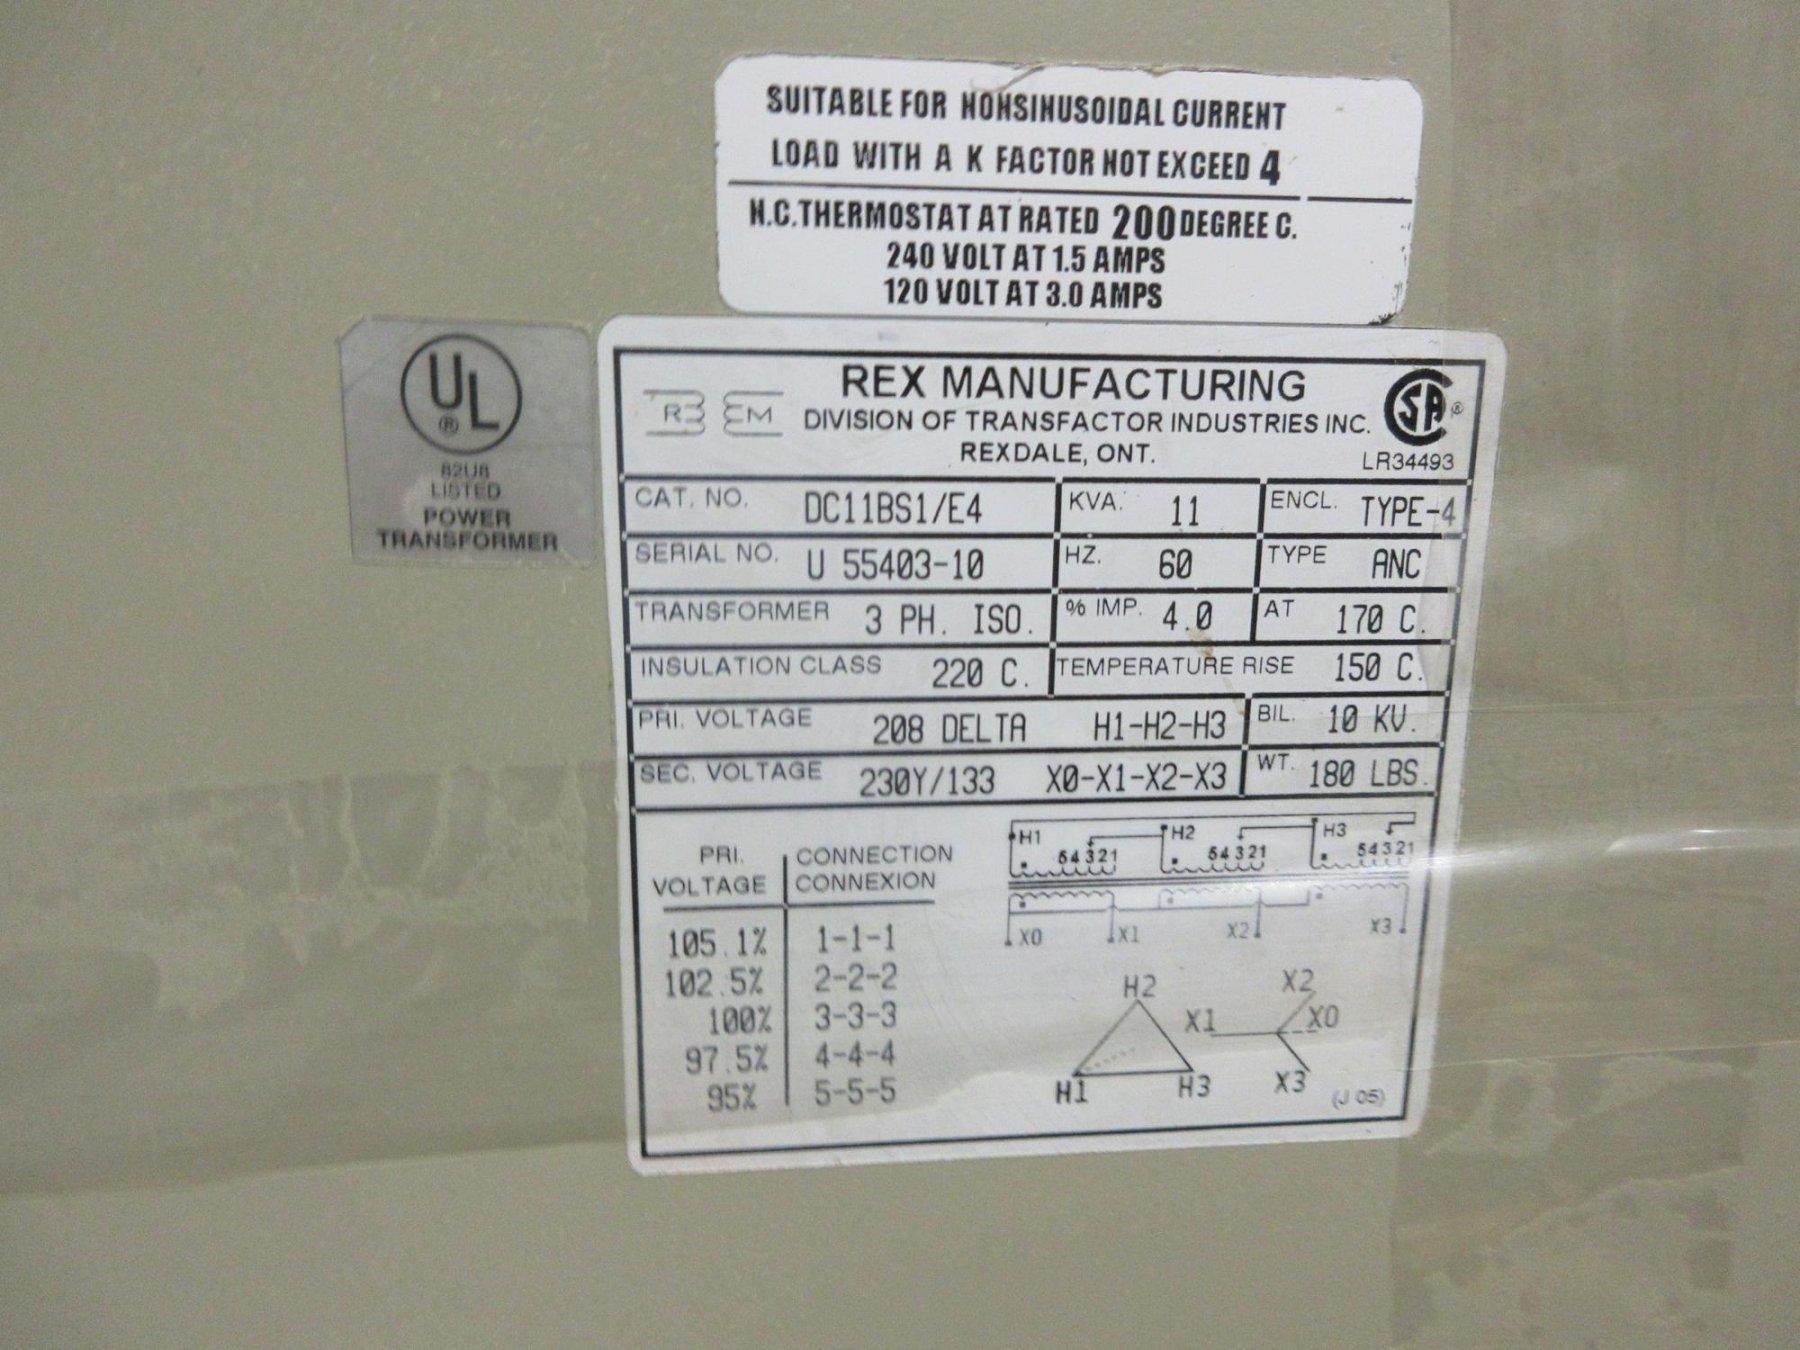 SUITABLE FOR NONSINUSOIDAL CURRENT
LOAD WITH A K FACTOR NOT EXCEED 4
N.C. THERMOSTAT AT RATED 200 DEGREE C.
240 VOLT AT 1.5 AMPS
120 VOLT AT 3.0 AMPS
UL ®
82U8
LISTED
POWER
TRANSFORMER
REM
REX MANUFACTURING
DIVISION OF TRANSFACTOR INDUSTRIES INC.
REXDALE, ONT.
SA ®
LR34493
CAT. NO. DC11BS1/E4 KVA. 11 ENCL. TYPE-4
SERIAL NO. U 55403-10 HZ. 60 TYPE ANC
TRANSFORMER 3 PH. ISO. % IMP. 4.0 AT 170 C.
INSULATION CLASS 220 C. TEMPERATURE RISE 150 C.
PRI. VOLTAGE 208 DELTA H1-H2-H3 BIL. 10 KV.
SEC. VOLTAGE 230Y/133 X0-X1-X2-X3 WT. 180 LBS.
PRI. CONNECTION
VOLTAGE CONNEXION
105.1% 1-1-1
102.5% 2-2-2
100% 3-3-3
97.5% 4-4-4
95% 5-5-5
H1 H2 H3
54321 54321 54321
X0 X1 X2 X3
H2 X2
X1 X0
H1 H3 X3
(J 05)